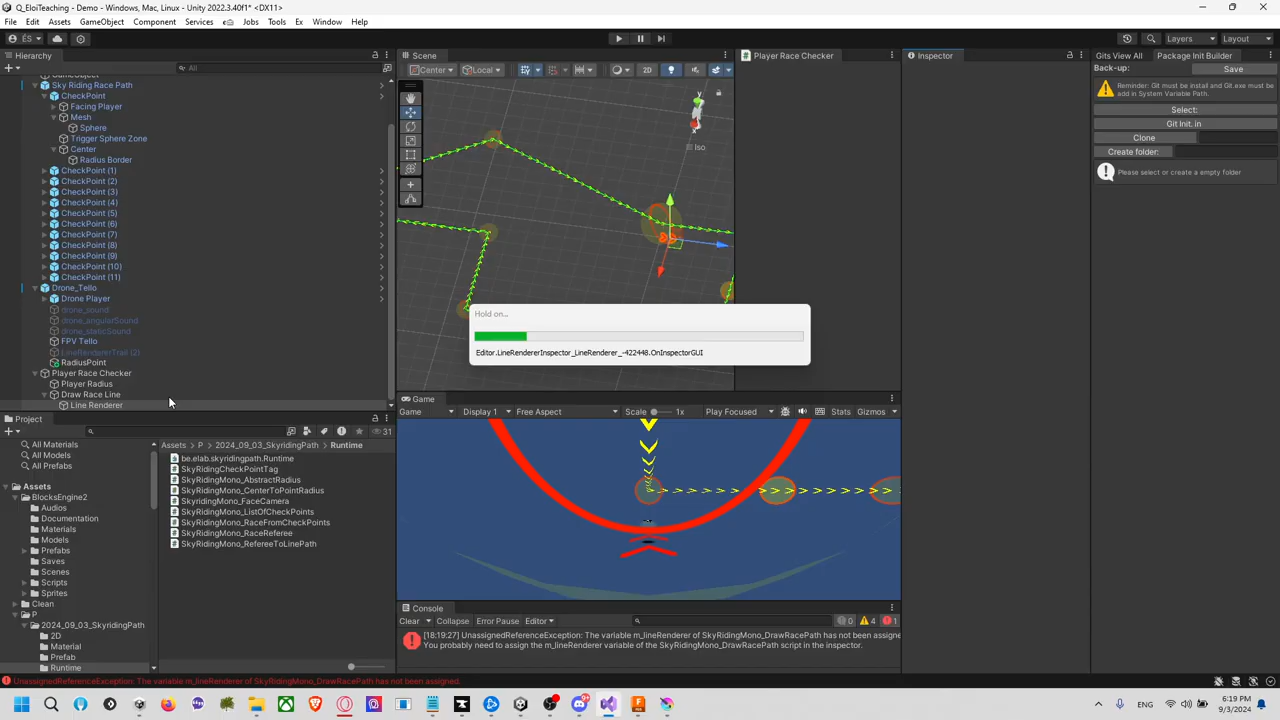 Q_EloiTeaching - Demo - Windows, Mac, Linux - Unity 2022.3.40f1* <DX11>
File Edit Assets GameObject Component Services Jobs Tools Ex Window Help
ÉS
Layers
Layout
Hierarchy
All
GameObject
Sky Riding Race Path
CheckPoint
Facing Player
Mesh
Sphere
Trigger Sphere Zone
Center
Radius Border
CheckPoint (1)
CheckPoint (2)
CheckPoint (3)
CheckPoint (4)
CheckPoint (5)
CheckPoint (6)
CheckPoint (7)
CheckPoint (8)
CheckPoint (9)
CheckPoint (10)
CheckPoint (11)
Drone_Tello
Drone Player
drone_sound
drone_angularSound
drone_staticSound
FPV Tello
LineRendererTrail (2)
RadiusPoint
Player Race Checker
Player Radius
Draw Race Line
Line Renderer
Scene
Center
Local
2D
y
x
Iso
Player Race Checker
Inspector
Gits View All
Package Init Builder
Back-up:
Save
Reminder: Git must be install and Git.exe must be
add in System Variable Path.
Select:
Git Init. in
Clone
Create folder:
Please select or create a empty folder
Hold on...
Editor.LineRendererInspector_LineRenderer_-422448.OnInspectorGUI
Game
Game Display 1 Free Aspect Scale 1x Play Focused Stats Gizmos
Project
31
All Materials
All Models
All Prefabs
Assets
BlocksEngine2
Audios
Documentation
Materials
Models
Prefabs
Saves
Scenes
Scripts
Sprites
Clean
P
2024_09_03_SkyridingPath
2D
Material
Prefab
Runtime
Assets P 2024_09_03_SkyridingPath Runtime
be.elab.skyridingpath.Runtime
SkyRidingCheckPointTag
SkyRidingMono_AbstractRadius
SkyRidingMono_CenterToPointRadius
SkyRidingMono_FaceCamera
SkyRidingMono_ListOfCheckPoints
SkyRidingMono_RaceFromCheckPoints
SkyRidingMono_RaceReferee
SkyRidingMono_RefereeToLinePath
Console
Clear Collapse Error Pause Editor
0 4 1
[18:19:27] UnassignedReferenceException: The variable m_lineRenderer of SkyRidingMono_DrawRacePath has not been assigne
You probably need to assign the m_lineRenderer variable of the SkyRidingMono_DrawRacePath script in the inspector.
UnassignedReferenceException: The variable m_lineRenderer of SkyRidingMono_DrawRacePath has not been assigned.
ENG
6:19 PM
9/3/2024